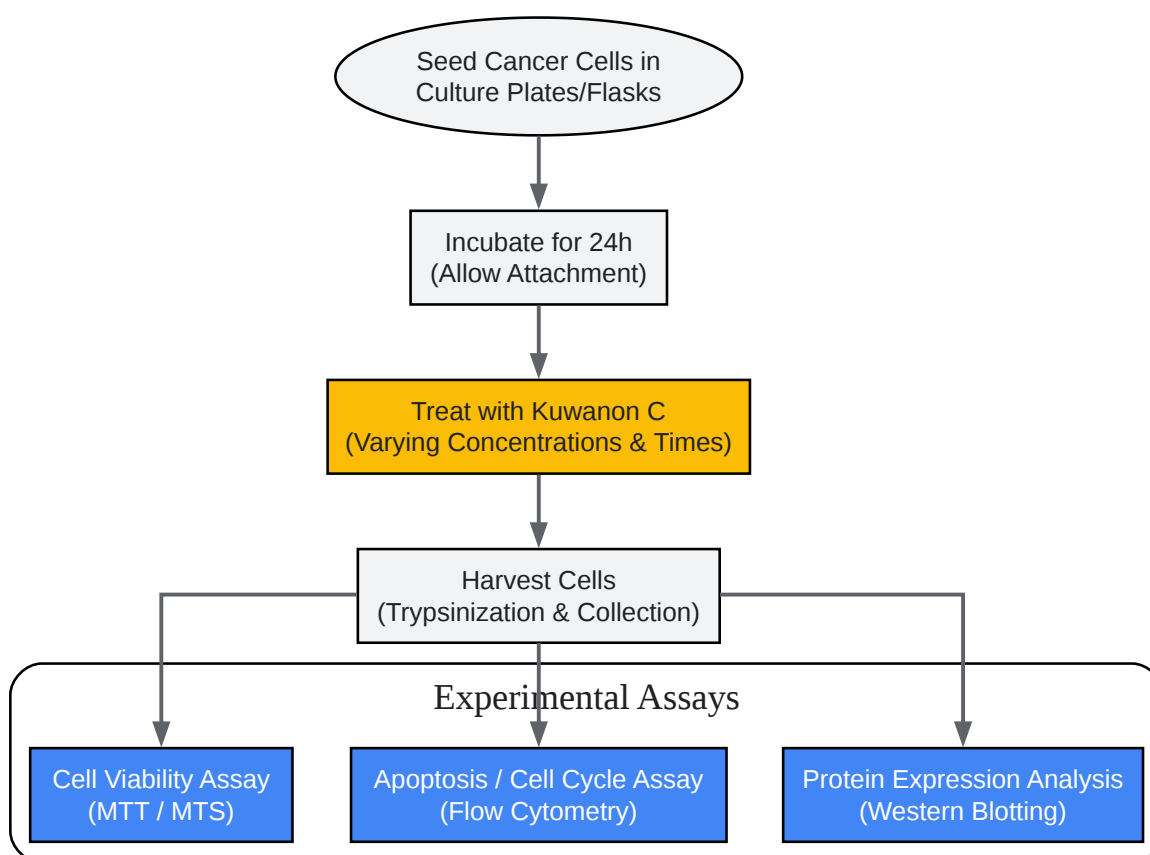 Seed Cancer Cells in
Culture Plates/Flasks
Incubate for 24h
(Allow Attachment)
Treat with Kuwanon C
(Varying Concentrations & Times)
Harvest Cells
(Trypsinization & Collection)
Experimental Assays
Cell Viability Assay
(MTT / MTS)
Apoptosis / Cell Cycle Assay
(Flow Cytometry)
Protein Expression Analysis
(Western Blotting)